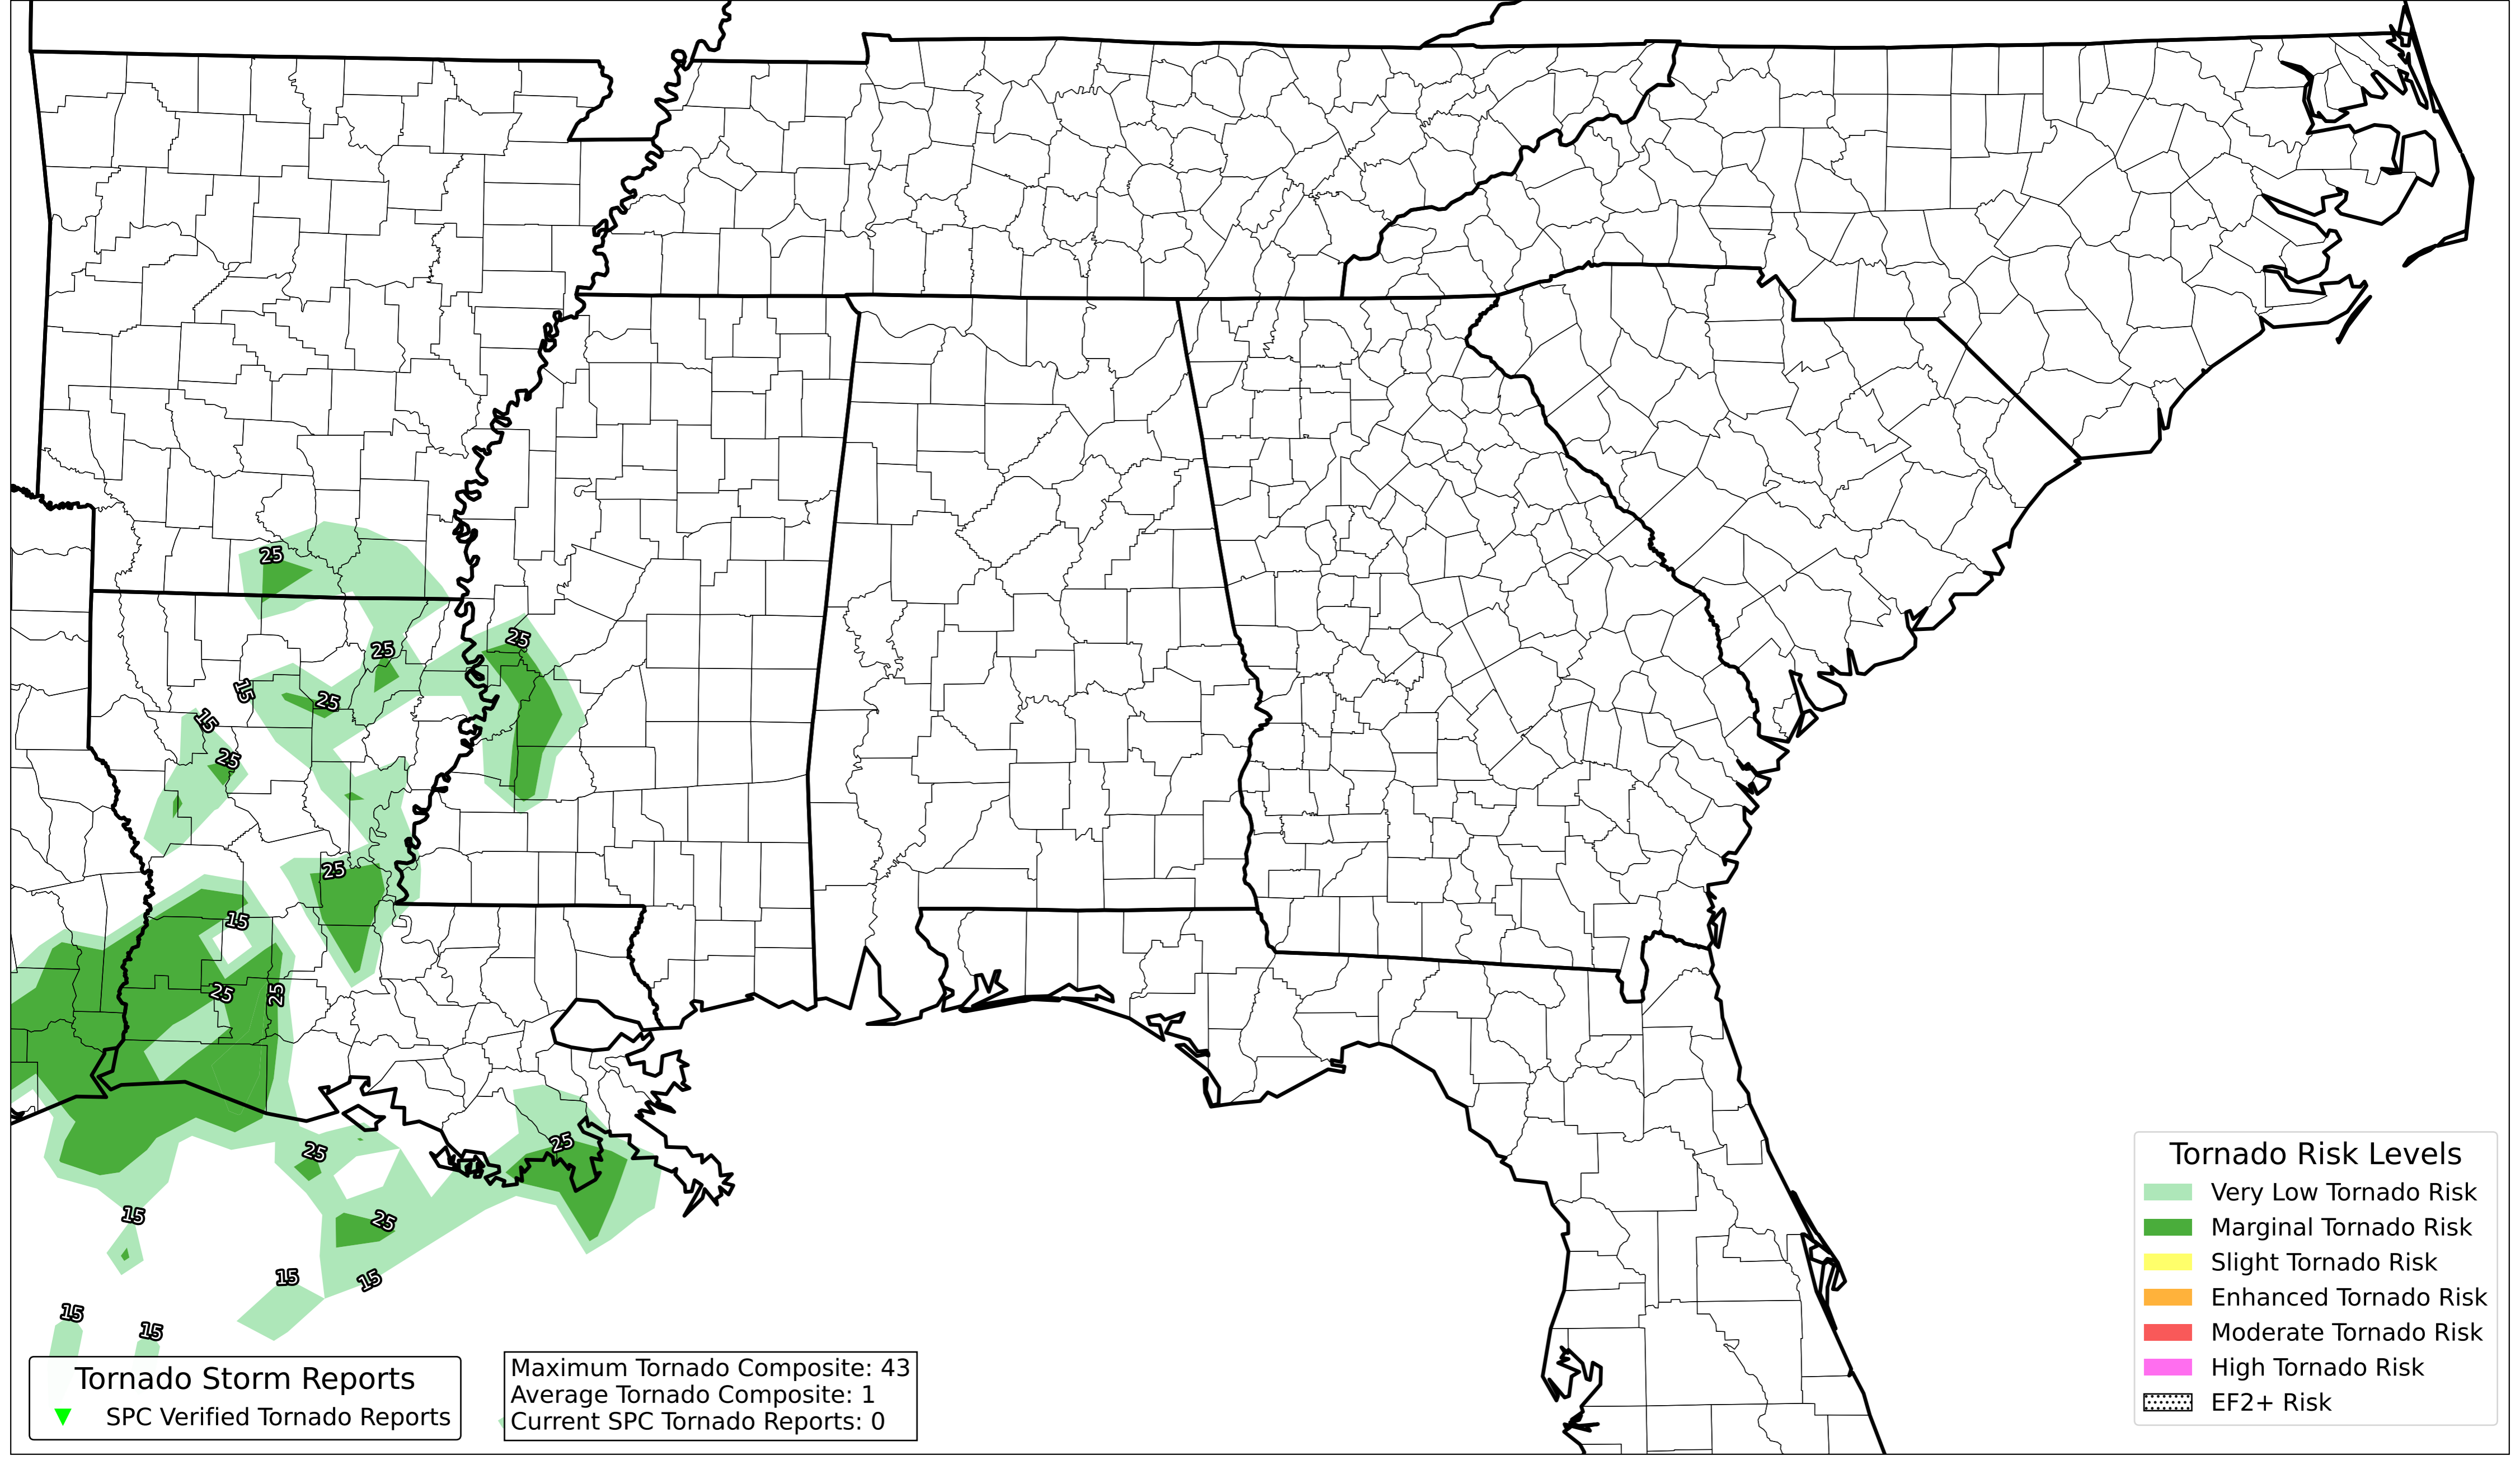 25
25
25
15
25
15
25
25
15
25
25
25
25
15
25
15
15
15
15
Tornado Risk Levels
Very Low Tornado Risk
Marginal Tornado Risk
Slight Tornado Risk
Enhanced Tornado Risk
Moderate Tornado Risk
High Tornado Risk
EF2+ Risk
Tornado Storm Reports
SPC Verified Tornado Reports
Maximum Tornado Composite: 43
Average Tornado Composite: 1
Current SPC Tornado Reports: 0